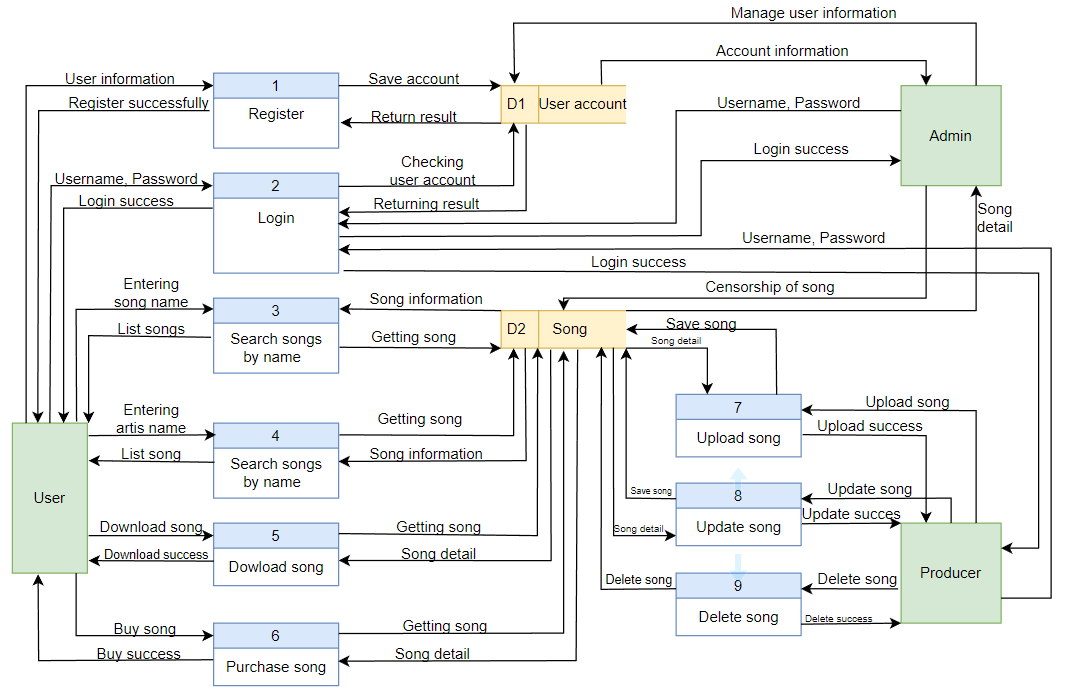 Manage user information
Account information
User information
1
Save account
Register successfully
Register
D1
User account
Return result
Username, Password
Admin
Login success
Checking
user account
Username, Password
2
Login success
Login
Returning result
Song
detail
Username, Password
Login success
Entering
song name
Song information
Censorship of song
3
List songs
Search songs
by name
Getting song
D2
Song
Save song
Song detail
Entering
artis name
Getting song
7
Upload song
Upload song
Upload success
4
List song
Search songs
by name
Song information
User
Save song
8
Update song
Update song
Update succes
Song detail
Download song
5
Getting song
Download success
Dowload song
Song detail
Delete song
9
Delete song
Producer
Delete song
Delete success
Buy song
6
Getting song
Buy success
Purchase song
Song detail